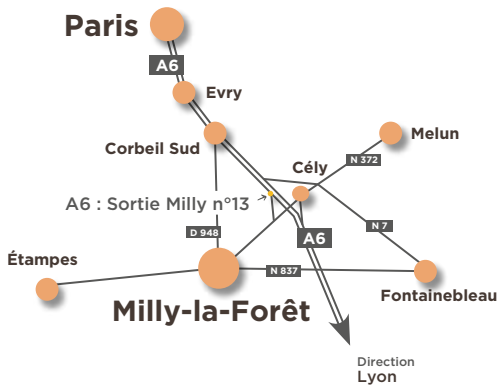 Paris
A6
Evry
Corbeil Sud
Melun
N 372
Cély
A6 : Sortie Milly n°13
D 948
A6
N 7
Étampes
N 837
Milly-la-Forêt
Fontainebleau
Direction
Lyon